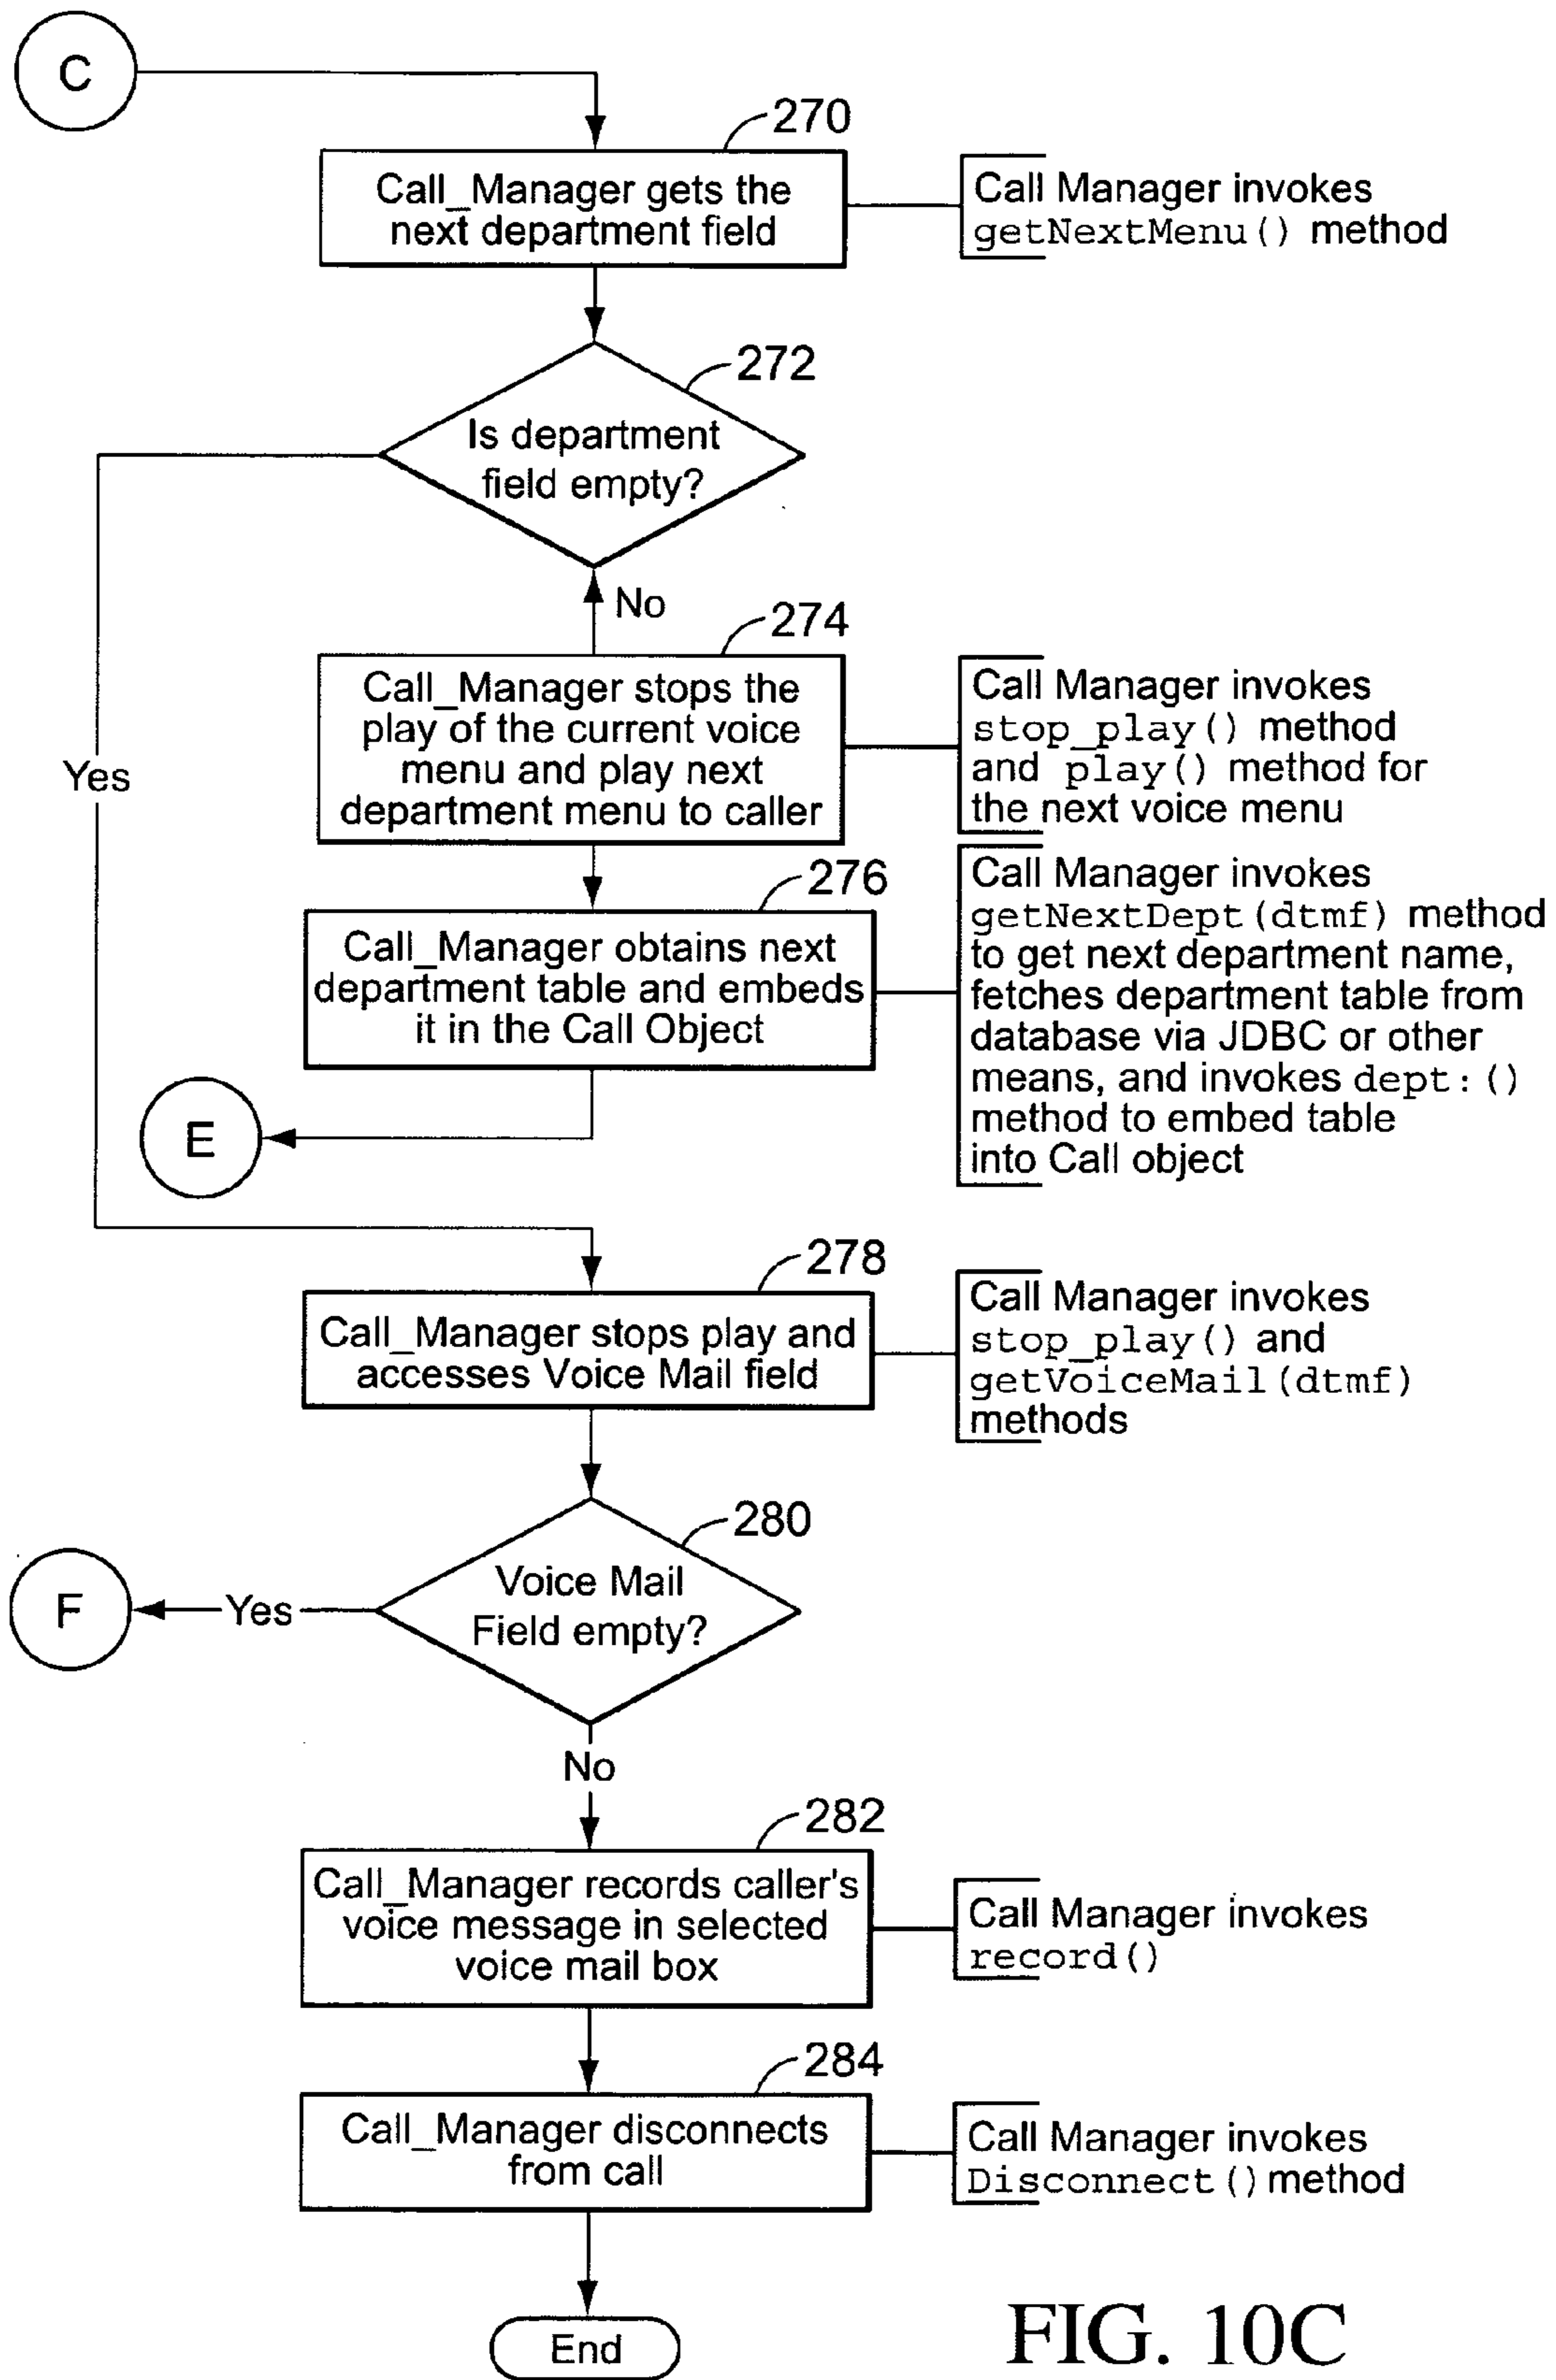 C
270
Call_Manager gets the
next department field
Call Manager invokes
getNextMenu() method
272
Is department
field empty?
No
Yes
274
Call_Manager stops the
play of the current voice
menu and play next
department menu to caller
Call Manager invokes
stop_play() method
and play() method for
the next voice menu
276
Call_Manager obtains next
department table and embeds
it in the Call Object
Call Manager invokes
getNextDept(dtmf) method
to get next department name,
fetches department table from
database via JDBC or other
means, and invokes dept:()
method to embed table
into Call object
E
278
Call_Manager stops play and
accesses Voice Mail field
Call Manager invokes
stop_play() and
getVoiceMail(dtmf)
methods
280
Voice Mail
Field empty?
Yes
F
No
282
Call_Manager records caller's
voice message in selected
voice mail box
Call Manager invokes
record()
284
Call_Manager disconnects
from call
Call Manager invokes
Disconnect() method
End
FIG. 10C